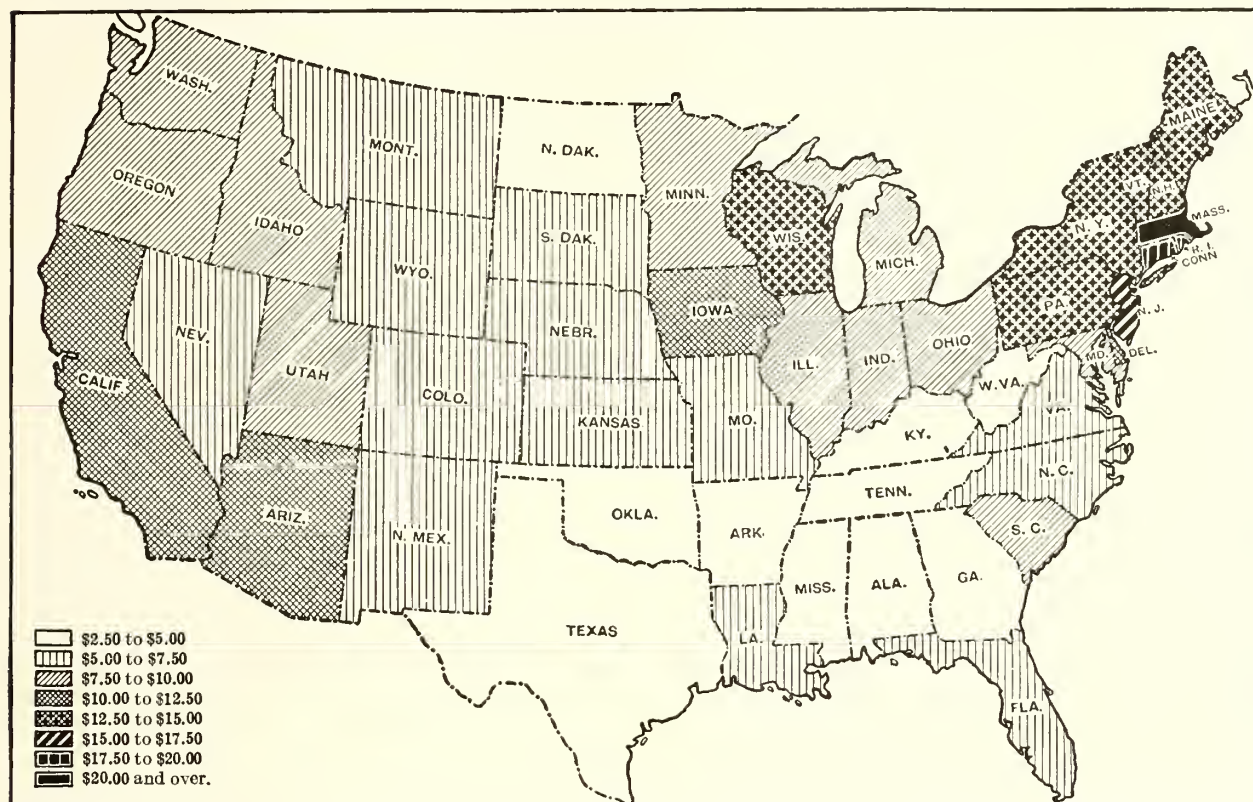 WASH.
MONT.
N. DAK.
MINN.
MAINE
OREGON
IDAHO
S. DAK.
WIS.
MICH.
VT.
N.H.
N. Y.
MASS.
R. I.
CONN
WYO.
IOWA
PA.
N. J.
NEV.
NEBR.
ILL.
IND.
OHIO
MD.
DEL.
UTAH
COLO.
KANSAS
MO.
W.VA.
VA.
CALIF.
KY.
N. C.
ARIZ.
N. MEX.
OKLA.
ARK.
TENN.
S. C.
TEXAS
LA.
MISS.
ALA.
GA.
FLA.
$2.50 to $5.00
$5.00 to $7.50
$7.50 to $10.00
$10.00 to $12.50
$12.50 to $15.00
$15.00 to $17.50
$17.50 to $20.00
$20.00 and over.